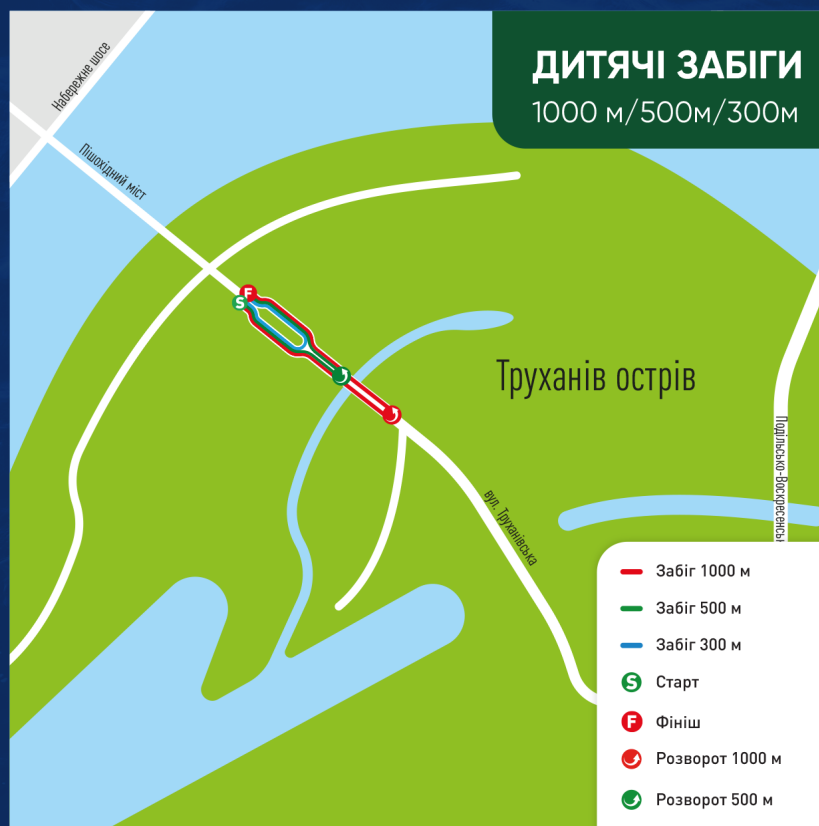 ДИТЯЧІ ЗАБІГИ
1000 м/500м/300м
Набережне шосе
Пішохідний міст
F
S
Труханів острів
Подільсько-Воскресенськ
вул. Труханівська
Забіг 1000 м
Забіг 500 м
Забіг 300 м
S Старт
F Фініш
Розворот 1000 м
Розворот 500 м